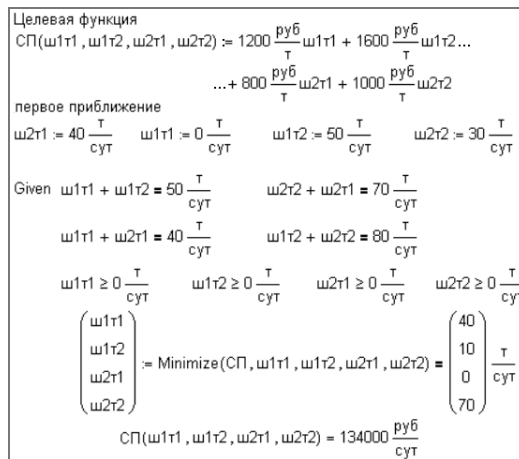 Целевая функция
СП(ш1т1, ш1т2, ш2т1, ш2т2) := 1200 руб/т ш1т1 + 1600 руб/т ш1т2...
...+ 800 руб/т ш2т1 + 1000 руб/т ш2т2
первое приближение
ш2т1 := 40 т/сут ш1т1 := 0 т/сут ш1т2 := 50 т/сут ш2т2 := 30 т/сут
Given ш1т1 + ш1т2 = 50 т/сут ш2т2 + ш2т1 = 70 т/сут
ш1т1 + ш2т1 = 40 т/сут ш1т2 + ш2т2 = 80 т/сут
ш1т1 ≥ 0 т/сут ш1т2 ≥ 0 т/сут ш2т1 ≥ 0 т/сут ш2т2 ≥ 0 т/сут
(ш1т1 ш1т2 ш2т1 ш2т2) := Minimize(СП, ш1т1, ш1т2, ш2т1, ш2т2) = (40 10 0 70) т/сут
СП(ш1т1, ш1т2, ш2т1, ш2т2) = 134000 руб/сут